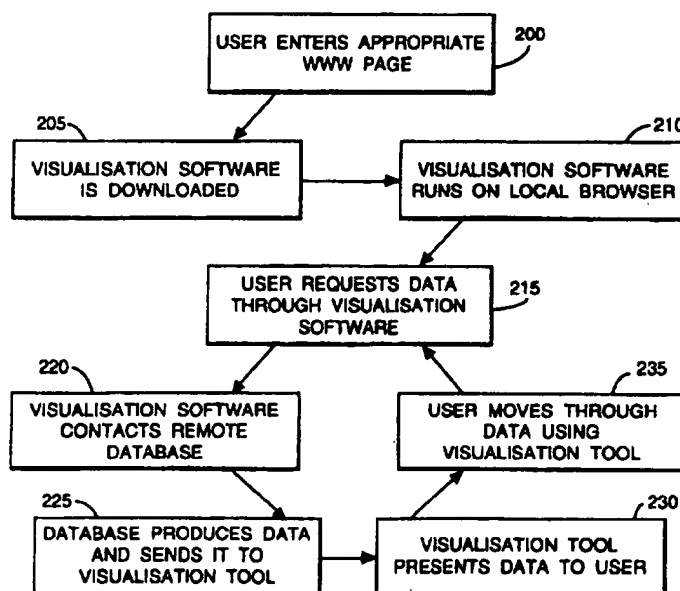 USER ENTERS APPROPRIATE
WWW PAGE
200
205
VISUALISATION SOFTWARE
IS DOWNLOADED
210
VISUALISATION SOFTWARE
RUNS ON LOCAL BROWSER
USER REQUESTS DATA
THROUGH VISUALISATION
SOFTWARE
215
220
VISUALISATION SOFTWARE
CONTACTS REMOTE
DATABASE
235
USER MOVES THROUGH
DATA USING
VISUALISATION TOOL
225
DATABASE PRODUCES DATA
AND SENDS IT TO
VISUALISATION TOOL
230
VISUALISATION TOOL
PRESENTS DATA TO USER